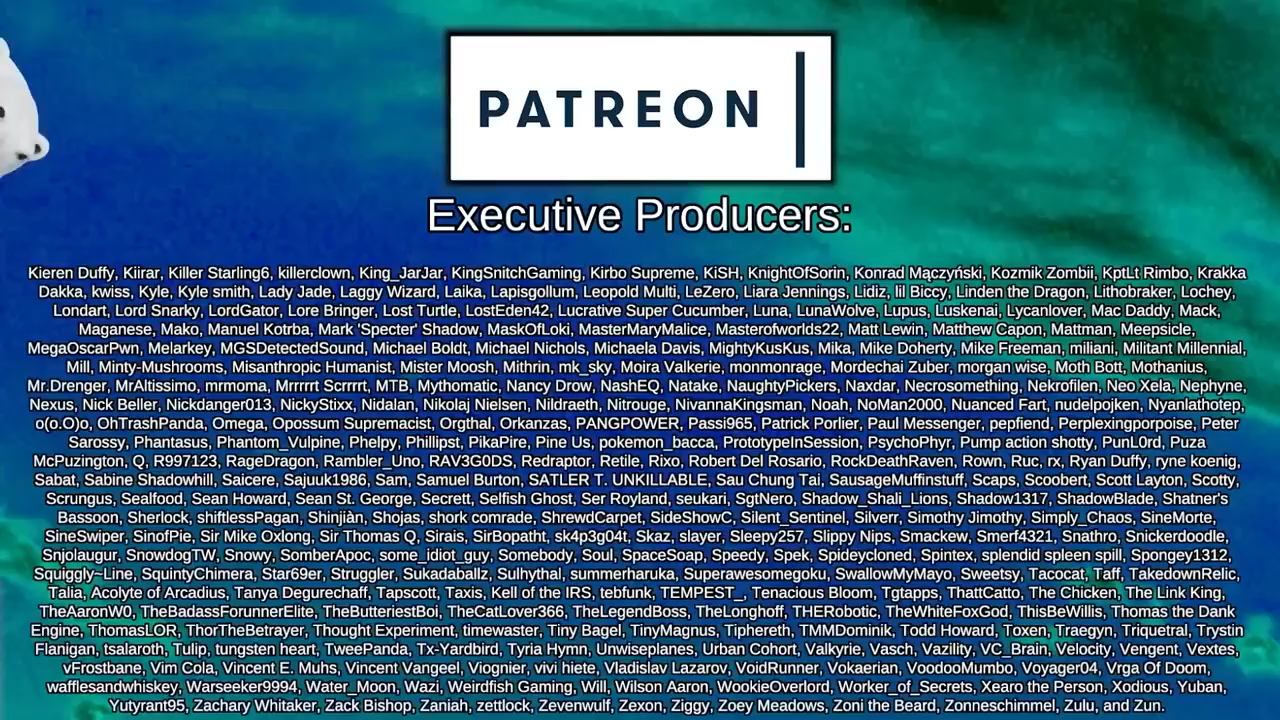 PATREON
Executive Producers:
Kieren Duffy, Kiirar, Killer Starling6, killerclown, King_JarJar, KingSnitchGaming, Kirbo Supreme, KiSH, KnightOfSorin, Konrad Mączyński, Kozmik Zombii, KptLt Rimbo, Krakka
Dakka, kwiss, Kyle, Kyle smith, Lady Jade, Laggy Wizard, Laika, Lapisgollum, Leopold Multi, LeZero, Liara Jennings, Lidiz, lil Biccy, Linden the Dragon, Lithobraker, Lochey,
Londart, Lord Snarky, LordGator, Lore Bringer, Lost Turtle, LostEden42, Lucrative Super Cucumber, Luna, LunaWolve, Lupus, Luskenai, Lycanlover, Mac Daddy, Mack,
Maganese, Mako, Manuel Kotrba, Mark 'Specter' Shadow, MaskOfLoki, MasterMaryMalice, Masterofworlds22, Matt Lewin, Matthew Capon, Mattman, Meepsicle,
MegaOscarPwn, Melarkey, MGSDetectedSound, Michael Boldt, Michael Nichols, Michaela Davis, MightyKusKus, Mika, Mike Doherty, Mike Freeman, miliani, Militant Millennial,
Mill, Minty-Mushrooms, Misanthropic Humanist, Mister Moosh, Mithrin, mk_sky, Moira Valkerie, monmonrage, Mordechai Zuber, morgan wise, Moth Bott, Mothanius,
Mr.Drenger, MrAltissimo, mrmoma, Mrrrrrt Scrrrrt, MTB, Mythomatic, Nancy Drow, NashEQ, Natake, NaughtyPickers, Naxdar, Necrosomething, Nekrofilen, Neo Xela, Nephyne,
Nexus, Nick Beller, Nickdanger013, NickyStixx, Nidalan, Nikolaj Nielsen, Nildraeth, Nitrouge, NivannaKingsman, Noah, NoMan2000, Nuanced Fart, nudelpojken, Nyanlathotep,
o(o.O)o, OhTrashPanda, Omega, Opossum Supremacist, Orgthal, Orkanzas, PANGPOWER, Passi965, Patrick Porlier, Paul Messenger, pepfiend, Perplexingporpoise, Peter
Sarossy, Phantasus, Phantom_Vulpine, Phelpy, Phillipst, PikaPire, Pine Us, pokemon_bacca, PrototypeInSession, PsychoPhyr, Pump action shotty, PunL0rd, Puza
McPuzington, Q, R997123, RageDragon, Rambler_Uno, RAV3G0DS, Redraptor, Retile, Rixo, Robert Del Rosario, RockDeathRaven, Rown, Ruc, rx, Ryan Duffy, ryne koenig,
Sabat, Sabine Shadowhill, Saicere, Sajuuk1986, Sam, Samuel Burton, SATLER T. UNKILLABLE, Sau Chung Tai, SausageMuffinstuff, Scaps, Scoobert, Scott Layton, Scotty,
Scrungus, Sealfood, Sean Howard, Sean St. George, Secrett, Selfish Ghost, Ser Royland, seukari, SgtNero, Shadow_Shali_Lions, Shadow1317, ShadowBlade, Shatner's
Bassoon, Sherlock, shiftlessPagan, Shinjiàn, Shojas, shork comrade, ShrewdCarpet, SideShowC, Silent_Sentinel, Silverr, Simothy Jimothy, Simply_Chaos, SineMorte,
SineSwiper, SinofPie, Sir Mike Oxlong, Sir Thomas Q, Sirais, SirBopatht, sk4p3g04t, Skaz, slayer, Sleepy257, Slippy Nips, Smackew, Smerf4321, Snathro, Snickerdoodle,
Snjolaugur, SnowdogTW, Snowy, SomberApoc, some_idiot_guy, Somebody, Soul, SpaceSoap, Speedy, Spek, Spideycloned, Spintex, splendid spleen spill, Spongey1312,
Squiggly~Line, SquintyChimera, Star69er, Struggler, Sukadaballz, Sulhythal, summerharuka, Superawesomegoku, SwallowMyMayo, Sweetsy, Tacocat, Taff, TakedownRelic,
Talia, Acolyte of Arcadius, Tanya Degurechaff, Tapscott, Taxis, Kell of the IRS, tebfunk, TEMPEST_, Tenacious Bloom, Tgtapps, ThattCatto, The Chicken, The Link King,
TheAaronW0, TheBadassForunnerElite, TheButteriestBoi, TheCatLover366, TheLegendBoss, TheLonghoff, THERobotic, TheWhiteFoxGod, ThisBeWillis, Thomas the Dank
Engine, ThomasLOR, ThorTheBetrayer, Thought Experiment, timewaster, Tiny Bagel, TinyMagnus, Tiphereth, TMMDominik, Todd Howard, Toxen, Traegyn, Triquetral, Trystin
Flanigan, tsalaroth, Tulip, tungsten heart, TweePanda, Tx-Yardbird, Tyria Hymn, Unwiseplanes, Urban Cohort, Valkyrie, Vasch, Vazility, VC_Brain, Velocity, Vengent, Vextes,
vFrostbane, Vim Cola, Vincent E. Muhs, Vincent Vangeel, Viognier, vivi hiete, Vladislav Lazarov, VoidRunner, Vokaerian, VoodooMumbo, Voyager04, Vrga Of Doom,
wafflesandwhiskey, Warseeker9994, Water_Moon, Wazi, Weirdfish Gaming, Will, Wilson Aaron, WookieOverlord, Worker_of_Secrets, Xearo the Person, Xodious, Yuban,
Yutyrant95, Zachary Whitaker, Zack Bishop, Zaniah, zettlock, Zevenwulf, Zexon, Ziggy, Zoey Meadows, Zoni the Beard, Zonneschimmel, Zulu, and Zun.